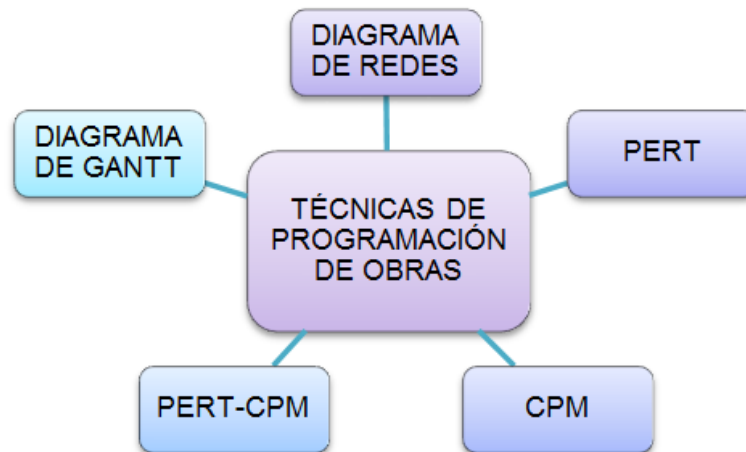 DIAGRAMA
DE REDES
DIAGRAMA
DE GANTT
PERT
TÉCNICAS DE
PROGRAMACIÓN
DE OBRAS
PERT-CPM
CPM